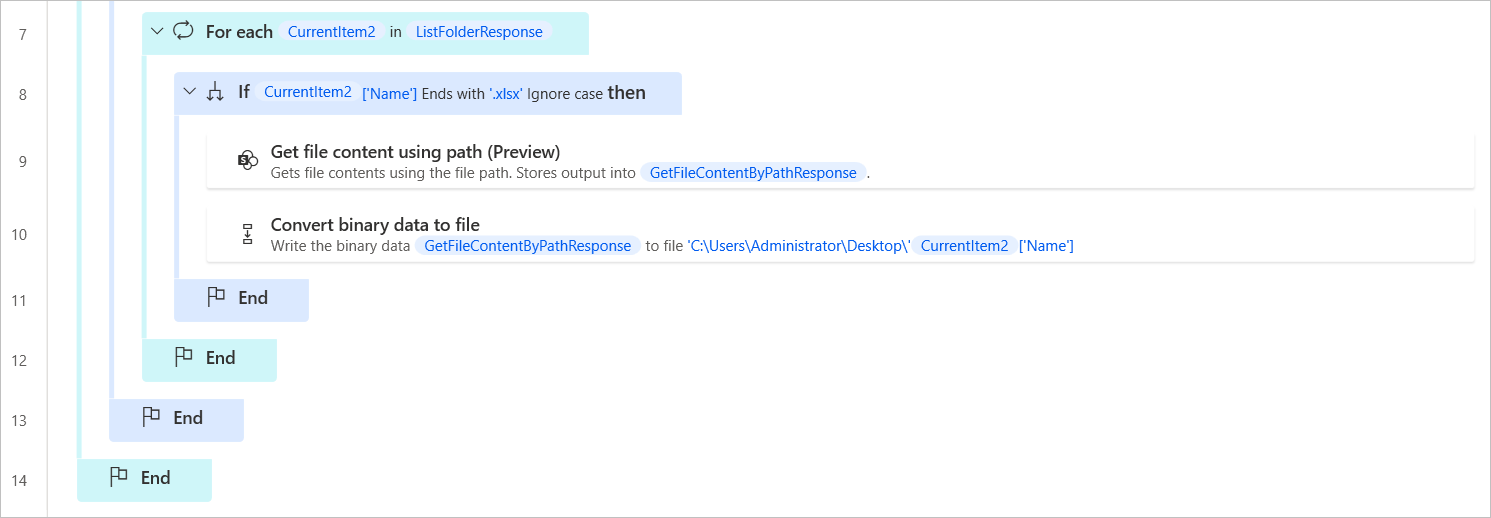 7 For each CurrentItem2 in ListFolderResponse
8 If CurrentItem2 ['Name'] Ends with '.xlsx' Ignore case then
9 Get file content using path (Preview)
Gets file contents using the file path. Stores output into GetFileContentByPathResponse .
10 Convert binary data to file
Write the binary data GetFileContentByPathResponse to file 'C:\Users\Administrator\Desktop\' CurrentItem2 ['Name']
11 End
12 End
13 End
14 End